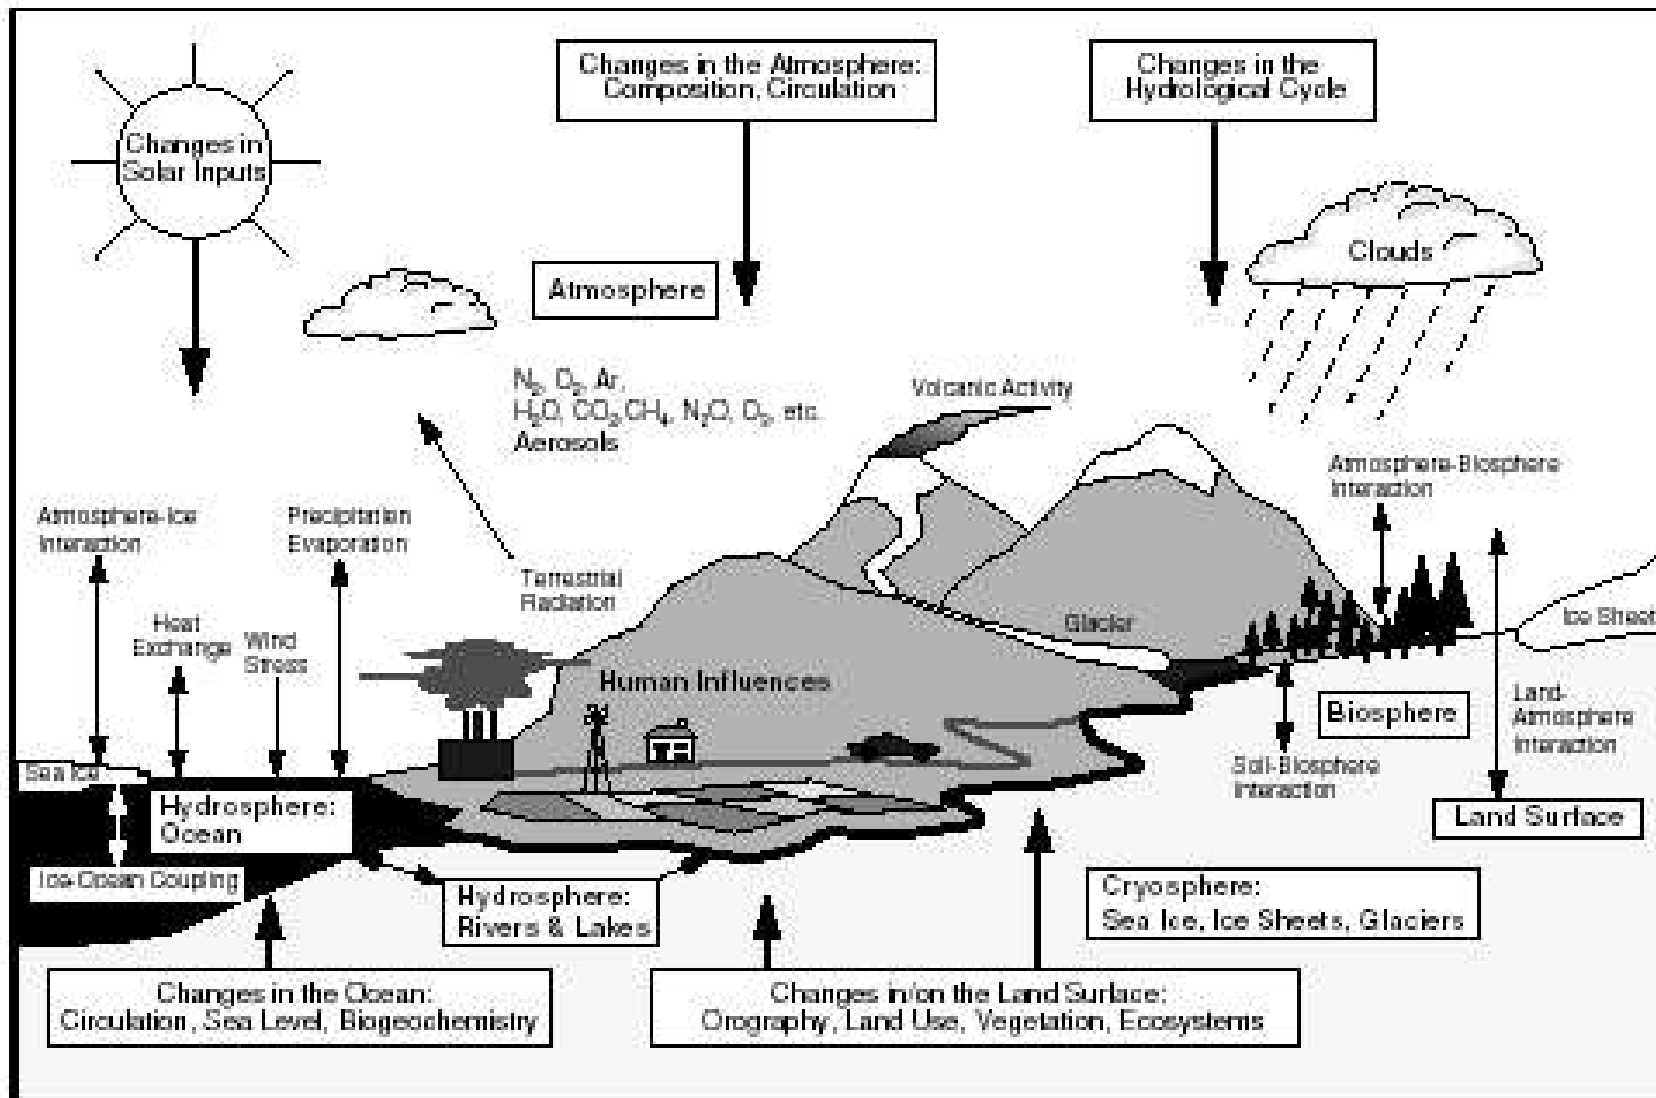 Changes in the Atmosphere:
Composition, Circulation
Changes in the
Hydrological Cycle
Changes in
Solar Inputs
Clouds
Atmosphere
N₂, O₂, Ar,
H₂O, CO₂, CH₄, N₂O, O₃, etc.
Aerosols
Volcanic Activity
Atmosphere-Biosphere
Interaction
Atmosphere-Ice
Interaction
Precipitation
Evaporation
Terrestrial
Radiation
Heat
Exchange
Wind
Stress
Glacier
Ice Sheet
Human Influences
Biosphere
Land-
Atmosphere
Interaction
Soil-Biosphere
Interaction
Sea Ice
Hydrosphere:
Ocean
Land Surface
Ice-Ocean Coupling
Hydrosphere:
Rivers & Lakes
Cryosphere:
Sea Ice, Ice Sheets, Glaciers
Changes in the Ocean:
Circulation, Sea Level, Biogeochemistry
Changes in/on the Land Surface:
Orography, Land Use, Vegetation, Ecosystems